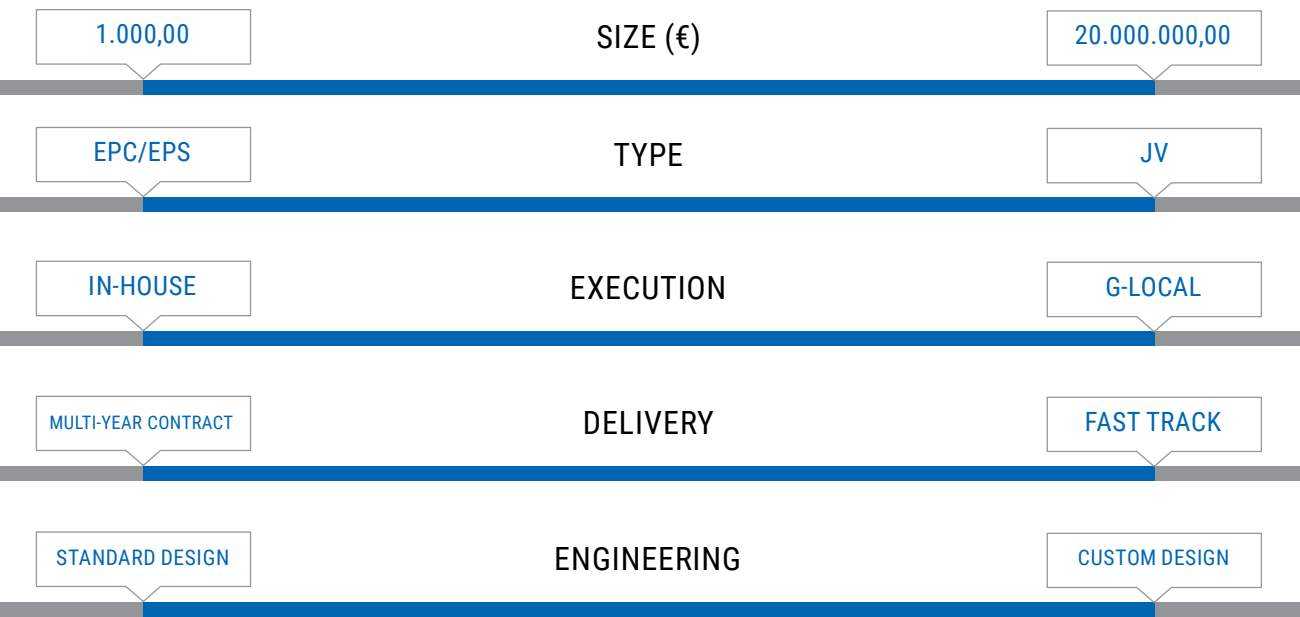 1.000,00
SIZE (€)
20.000.000,00
EPC/EPS
TYPE
JV
IN-HOUSE
EXECUTION
G-LOCAL
MULTI-YEAR CONTRACT
DELIVERY
FAST TRACK
STANDARD DESIGN
ENGINEERING
CUSTOM DESIGN